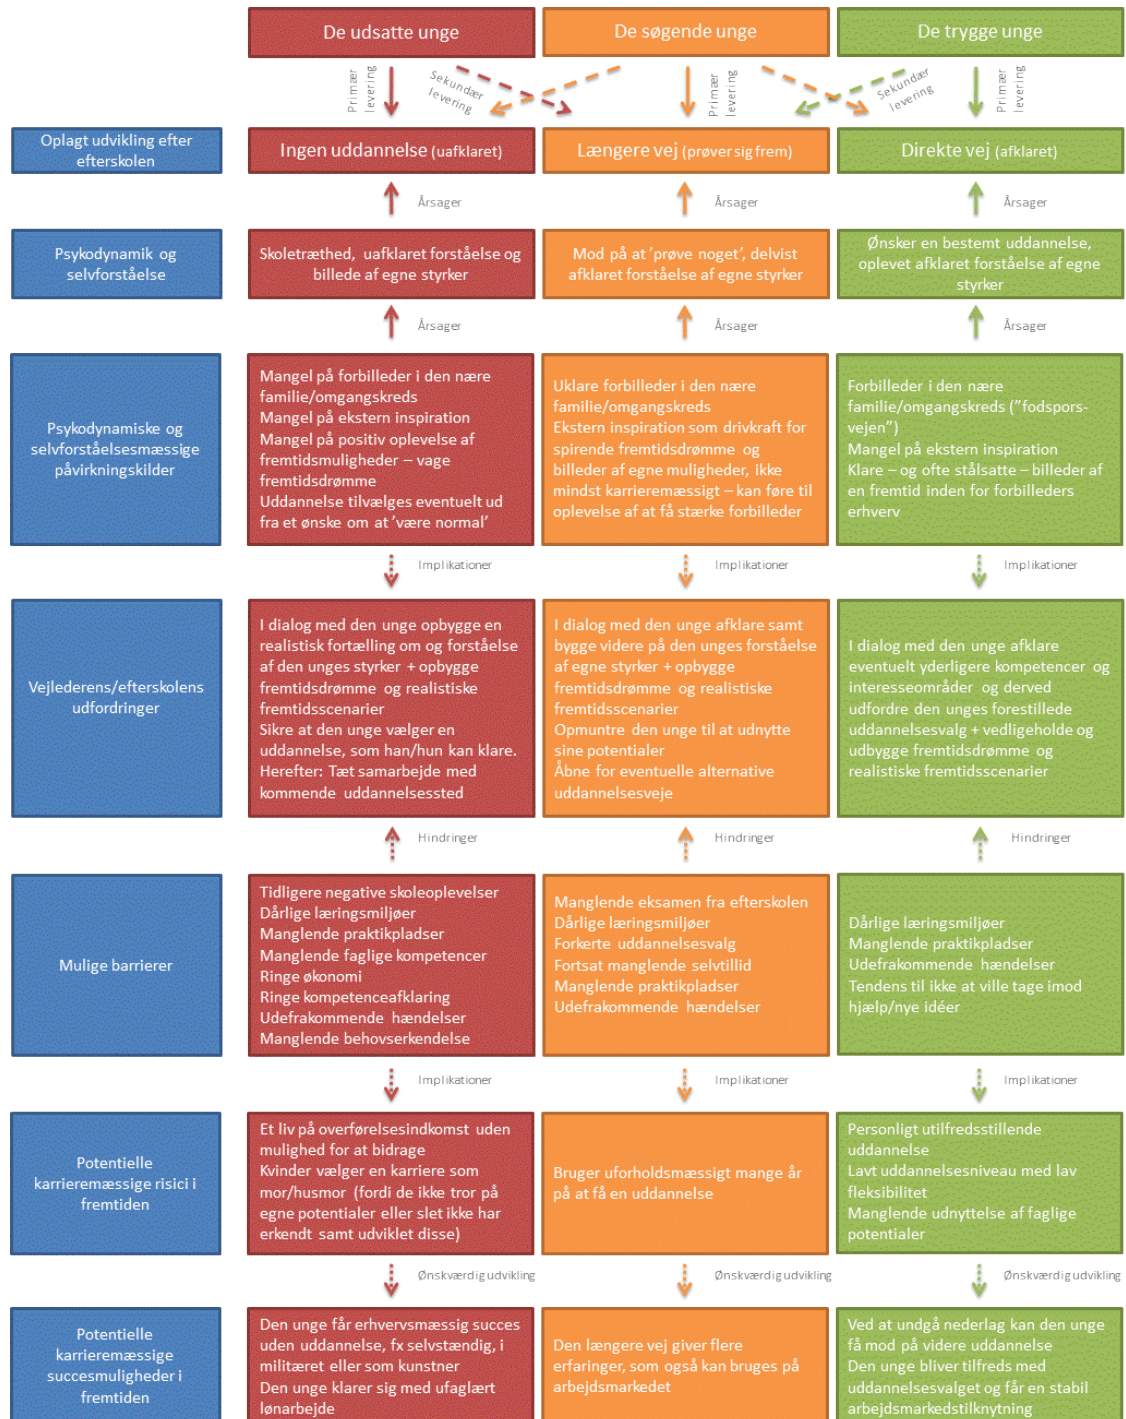 De udsatte unge
De søgende unge
De trygge unge
Primær
levering
Sekundær
levering
Primær
levering
Sekundær
levering
Primær
levering
Oplagt udvikling efter
efterskolen
Ingen uddannelse (uafklaret)
Længere vej (prøver sig frem)
Direkte vej (afklaret)
Årsager
Årsager
Årsager
Psykodynamik og
selvforståelse
Skoletræthed, uafklaret forståelse og
billede af egne styrker
Mod på at ’prøve noget’, delvist
afklaret forståelse af egne styrker
Ønsker en bestemt uddannelse,
oplevet afklaret forståelse af egne
styrker
Årsager
Årsager
Årsager
Psykodynamiske og
selvforståelsesmæssige
påvirkningskilder
Mangel på forbilleder i den nære
familie/omgangskreds
Mangel på ekstern inspiration
Mangel på positiv oplevelse af
fremtidsmuligheder – vage
fremtidsdrømme
Uddannelse tilvælges eventuelt ud
fra et ønske om at ’være normal’
Uklare forbilleder i den nære
familie/omgangskreds
Ekstern inspiration som drivkraft for
spirende fremtidsdrømme og
billeder af egne muligheder, ikke
mindst karrieremæssigt – kan føre til
oplevelse af at få stærke forbilleder
Forbilleder i den nære
familie/omgangskreds (”fodspors-
vejen”)
Mangel på ekstern inspiration
Klare – og ofte stålsatte – billeder af
en fremtid inden for forbilleders
erhverv
Implikationer
Implikationer
Implikationer
Vejlederens/efterskolens
udfordringer
I dialog med den unge opbygge en
realistisk fortælling om og forståelse
af den unges styrker + opbygge
fremtidsdrømme og realistiske
fremtidsscenarier
Sikre at den unge vælger en
uddannelse, som han/hun kan klare.
Herefter: Tæt samarbejde med
kommende uddannelsessted
I dialog med den unge afklare samt
bygge videre på den unges forståelse
af egne styrker + opbygge
fremtidsdrømme og realistiske
fremtidsscenarier
Opmuntre den unge til at udnytte
sine potentialer
Åbne for eventuelle alternative
uddannelsesveje
I dialog med den unge afklare
eventuelt yderligere kompetencer og
interesseområder og derved
udfordre den unges forestillede
uddannelsesvalg + vedligeholde og
udbygge fremtidsdrømme og
realistiske fremtidsscenarier
Hindringer
Hindringer
Hindringer
Mulige barrierer
Tidligere negative skoleoplevelser
Dårlige læringsmiljøer
Manglende praktikpladser
Manglende faglige kompetencer
Ringe økonomi
Ringe kompetenceafklaring
Udefrakommende hændelser
Manglende behovserkendelse
Manglende eksamen fra efterskolen
Dårlige læringsmiljøer
Forkerte uddannelsesvalg
Fortsat manglende selvtillid
Manglende praktikpladser
Udefrakommende hændelser
Dårlige læringsmiljøer
Manglende praktikpladser
Udefrakommende hændelser
Tendens til ikke at ville tage imod
hjælp/nye idéer
Implikationer
Implikationer
Implikationer
Potentielle
karrieremæssige risici i
fremtiden
Et liv på overførelsesindkomst uden
mulighed for at bidrage
Kvinder vælger en karriere som
mor/husmor (fordi de ikke tror på
egne potentialer eller slet ikke har
erkendt samt udviklet disse)
Bruger uforholdsmæssigt mange år
på at få en uddannelse
Personligt utilfredsstillende
uddannelse
Lavt uddannelsesniveau med lav
fleksibilitet
Manglende udnyttelse af faglige
potentialer
Ønskværdig udvikling
Ønskværdig udvikling
Ønskværdig udvikling
Potentielle
karrieremæssige
succesmuligheder i
fremtiden
Den unge får erhvervsmæssig succes
uden uddannelse, fx selvstændig, i
militæret eller som kunstner
Den unge klarer sig med ufaglært
lønarbejde
Den længere vej giver flere
erfaringer, som også kan bruges på
arbejdsmarkedet
Ved at undgå nederlag kan den unge
få mod på videre uddannelse
Den unge bliver tilfreds med
uddannelsesvalget og får en stabil
arbejdsmarkedstilknytning